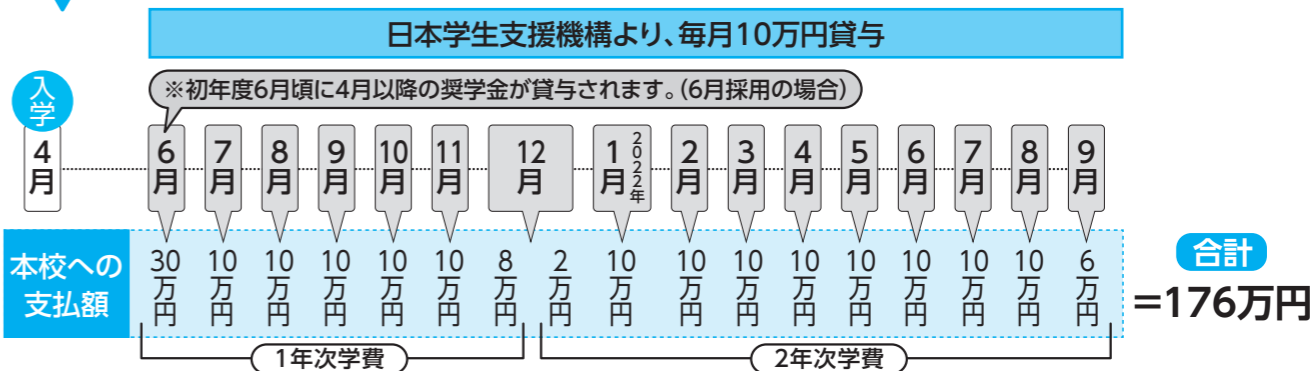 日本学生支援機構より、毎月10万円貸与
入学
※初年度6月頃に4月以降の奨学金が貸与されます。(6月採用の場合)
4月 6月 7月 8月 9月 10月 11月 12月 1月 2022年 2月 3月 4月 5月 6月 7月 8月 9月
本校への
支払額
30万円 10万円 10万円 10万円 10万円 10万円 8万円 2万円 10万円 10万円 10万円 10万円 10万円 10万円 10万円 10万円 6万円
合計
=176万円
1年次学費 2年次学費